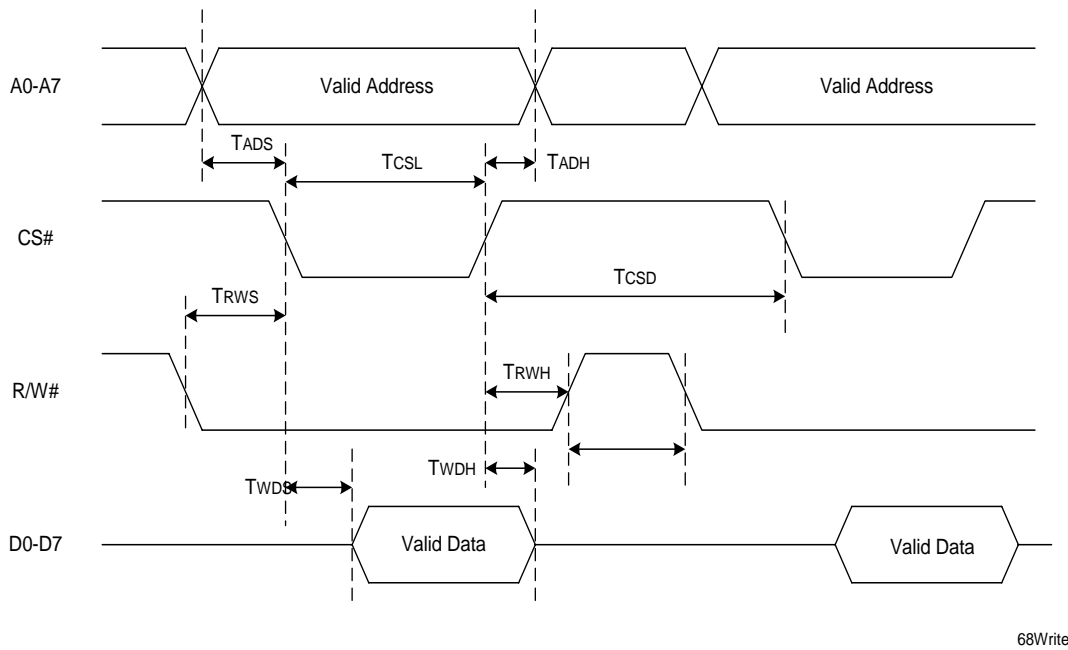 A0-A7
Valid Address
Valid Address
TADS
TCSL
TADH
CS#
TCSD
TRWS
R/W#
TRWH
TWDH
TWDS
D0-D7
Valid Data
Valid Data
68Write